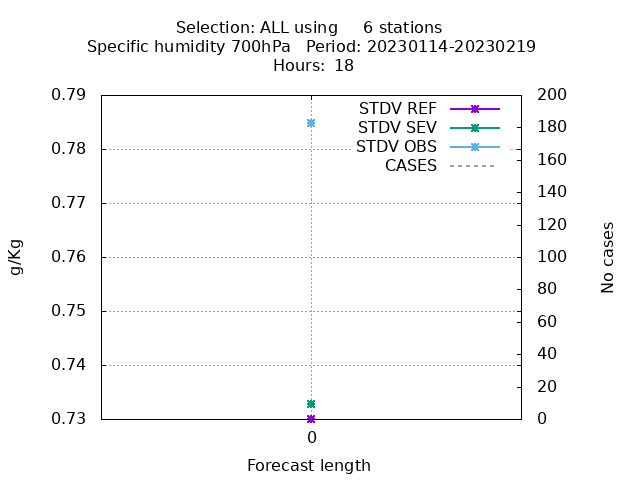 Selection: ALL using     6 stations
Specific humidity 700hPa   Period: 20230114-20230219
Hours: 18
0.79
0.78
0.77
0.76
0.75
0.74
0.73
g/Kg
STDV REF
STDV SEV
STDV OBS
CASES
200
180
160
140
120
100
80
60
40
20
0
No cases
0
Forecast length